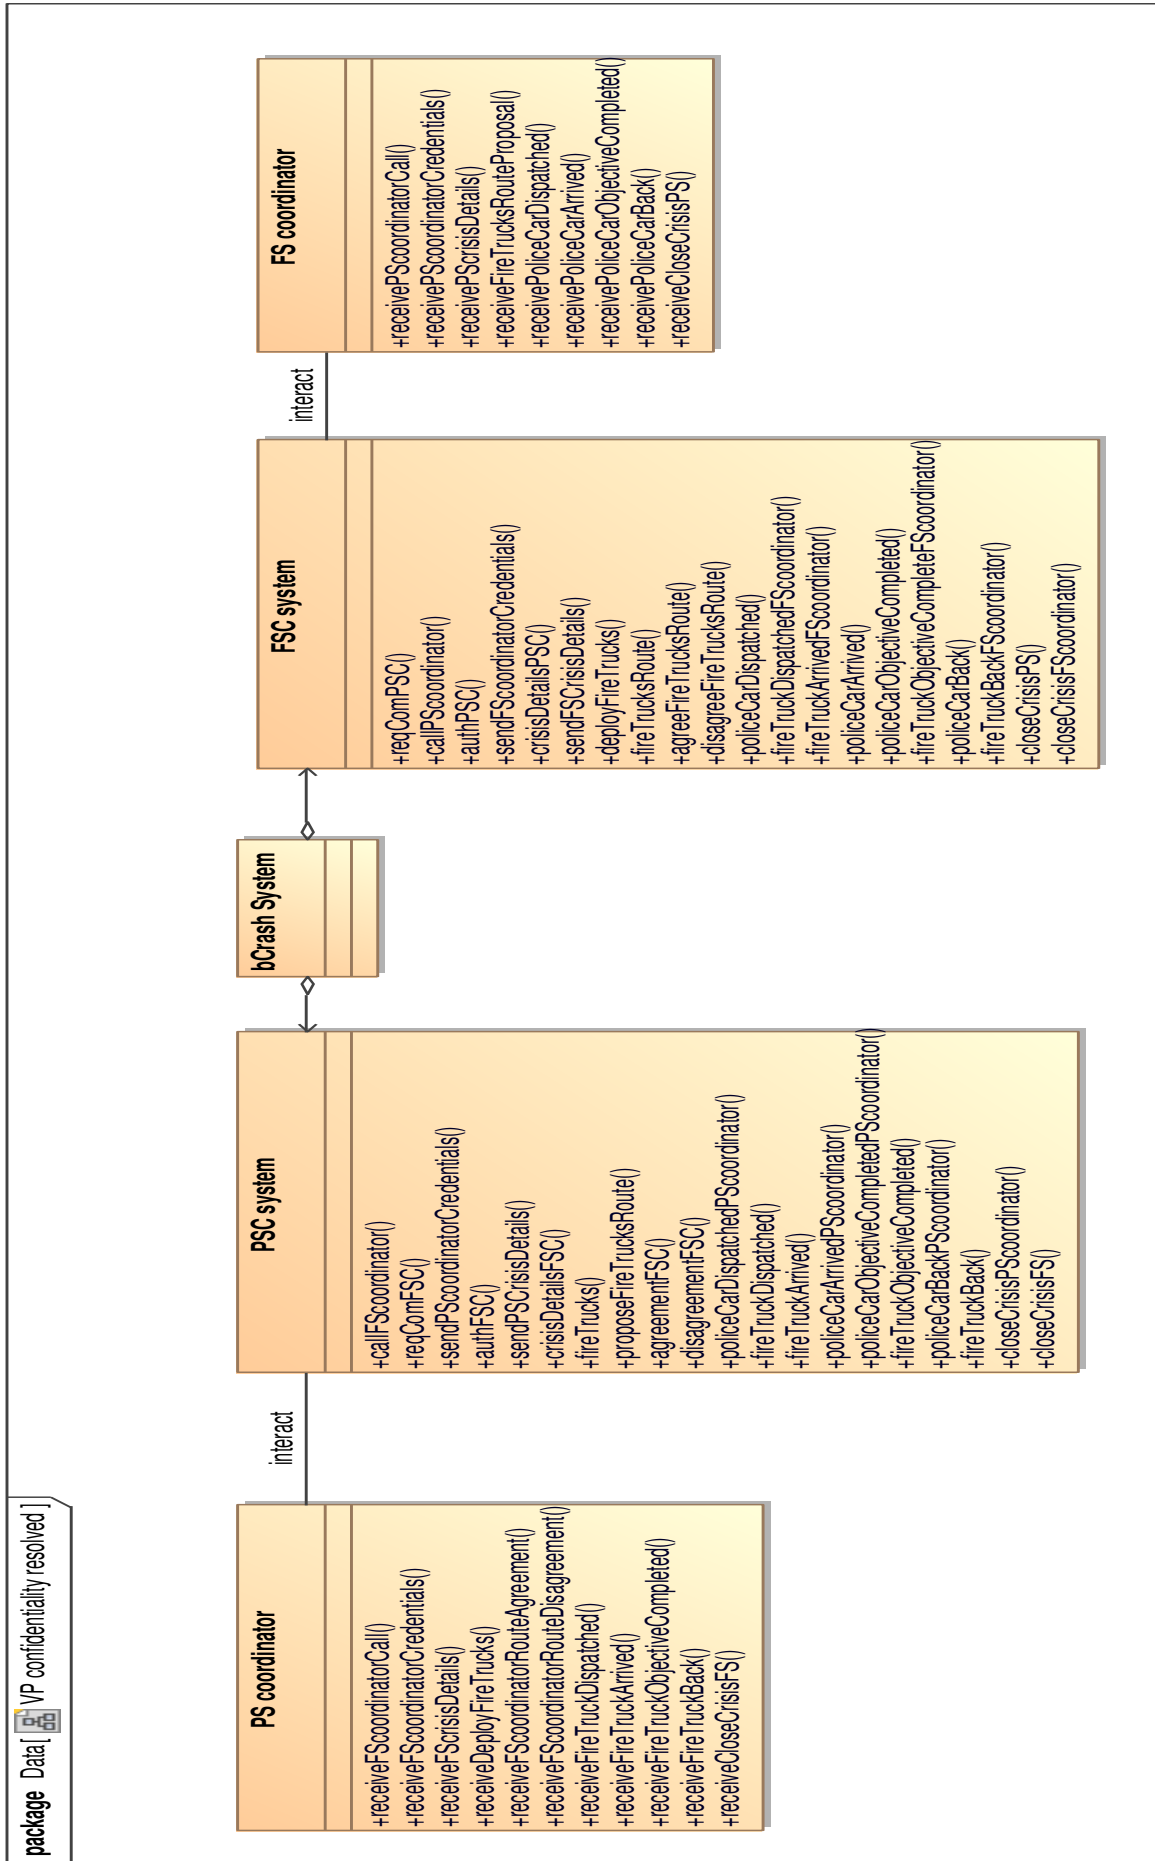 package Data[ VP confidentiality resolved ]
PS coordinator
+receiveFScoordinatorCall()
+receiveFScoordinatorCredentials()
+receiveFScrisisDetails()
+receiveDeployFireTrucks()
+receiveFScoordinatorRouteAgreement()
+receiveFScoordinatorRouteDisagreement()
+receiveFireTruckDispatched()
+receiveFireTruckArrived()
+receiveFireTruckObjectiveCompleted()
+receiveFireTruckBack()
+receiveCloseCrisisFS()
interact
PSC system
+callFScoordinator()
+reqComFSC()
+sendPScoordinatorCredentials()
+authFSC()
+sendPSCrisisDetails()
+crisisDetailsFSC()
+fireTrucks()
+proposeFireTrucksRoute()
+agreementFSC()
+disagreementFSC()
+policeCarDispatchedPScoordinator()
+fireTruckDispatched()
+fireTruckArrived()
+policeCarArrivedPScoordinator()
+policeCarObjectiveCompletedPScoordinator()
+fireTruckObjectiveCompleted()
+policeCarBackPScoordinator()
+fireTruckBack()
+closeCrisisPScoordinator()
+closeCrisisFS()
bCrash System
FSC system
+reqComPSC()
+callPScoordinator()
+authPSC()
+sendFScoordinatorCredentials()
+crisisDetailsPSC()
+sendFSCrisisDetails()
+deployFireTrucks()
+fireTrucksRoute()
+agreeFireTrucksRoute()
+disagreeFireTrucksRoute()
+policeCarDispatched()
+fireTruckDispatchedFScoordinator()
+fireTruckArrivedFScoordinator()
+policeCarArrived()
+policeCarObjectiveCompleted()
+fireTruckObjectiveCompleteFScoordinator()
+policeCarBack()
+fireTruckBackFScoordinator()
+closeCrisisPS()
+closeCrisisFScoordinator()
interact
FS coordinator
+receivePScoordinatorCall()
+receivePScoordinatorCredentials()
+receivePScrisisDetails()
+receiveFireTrucksRouteProposal()
+receivePoliceCarDispatched()
+receivePoliceCarArrived()
+receivePoliceCarObjectiveCompleted()
+receivePoliceCarBack()
+receiveCloseCrisisPS()